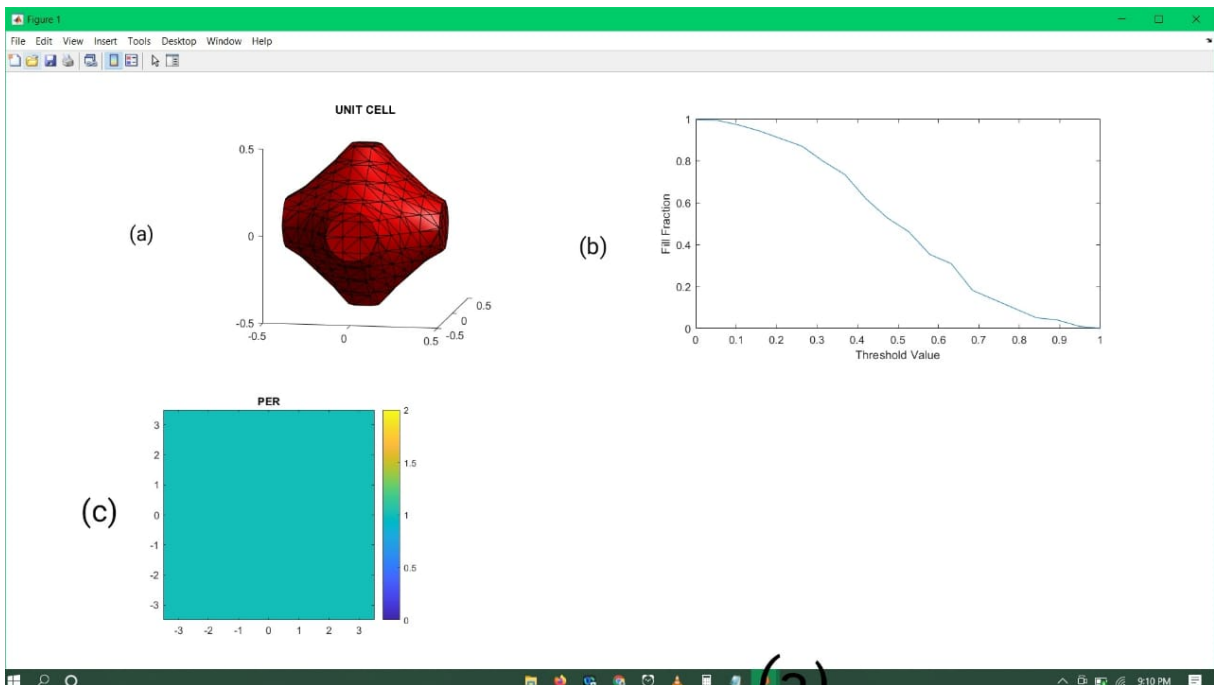 Figure 1
File Edit View Insert Tools Desktop Window Help
UNIT CELL
0.5
0
-0.5
-0.5
0
0.5
-0.5
0
0.5
(a)
(b)
1
0.8
0.6
0.4
0.2
0
Fill Fraction
0 0.1 0.2 0.3 0.4 0.5 0.6 0.7 0.8 0.9 1
Threshold Value
PER
(c)
3
2
1
0
-1
-2
-3
-3 -2 -1 0 1 2 3
2
1.5
1
0.5
0
(a)
9:10 PM